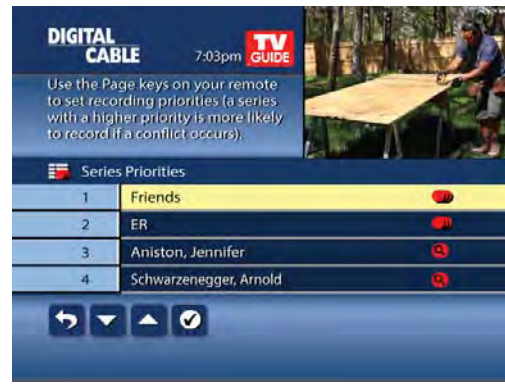 DIGITAL
CABLE
7:03pm
TV
GUIDE
Use the Page keys on your remote
to set recording priorities (a series
with a higher priority is more likely
to record if a conflict occurs).
Series Priorities
1 Friends
2 ER
3 Aniston, Jennifer
4 Schwarzenegger, Arnold